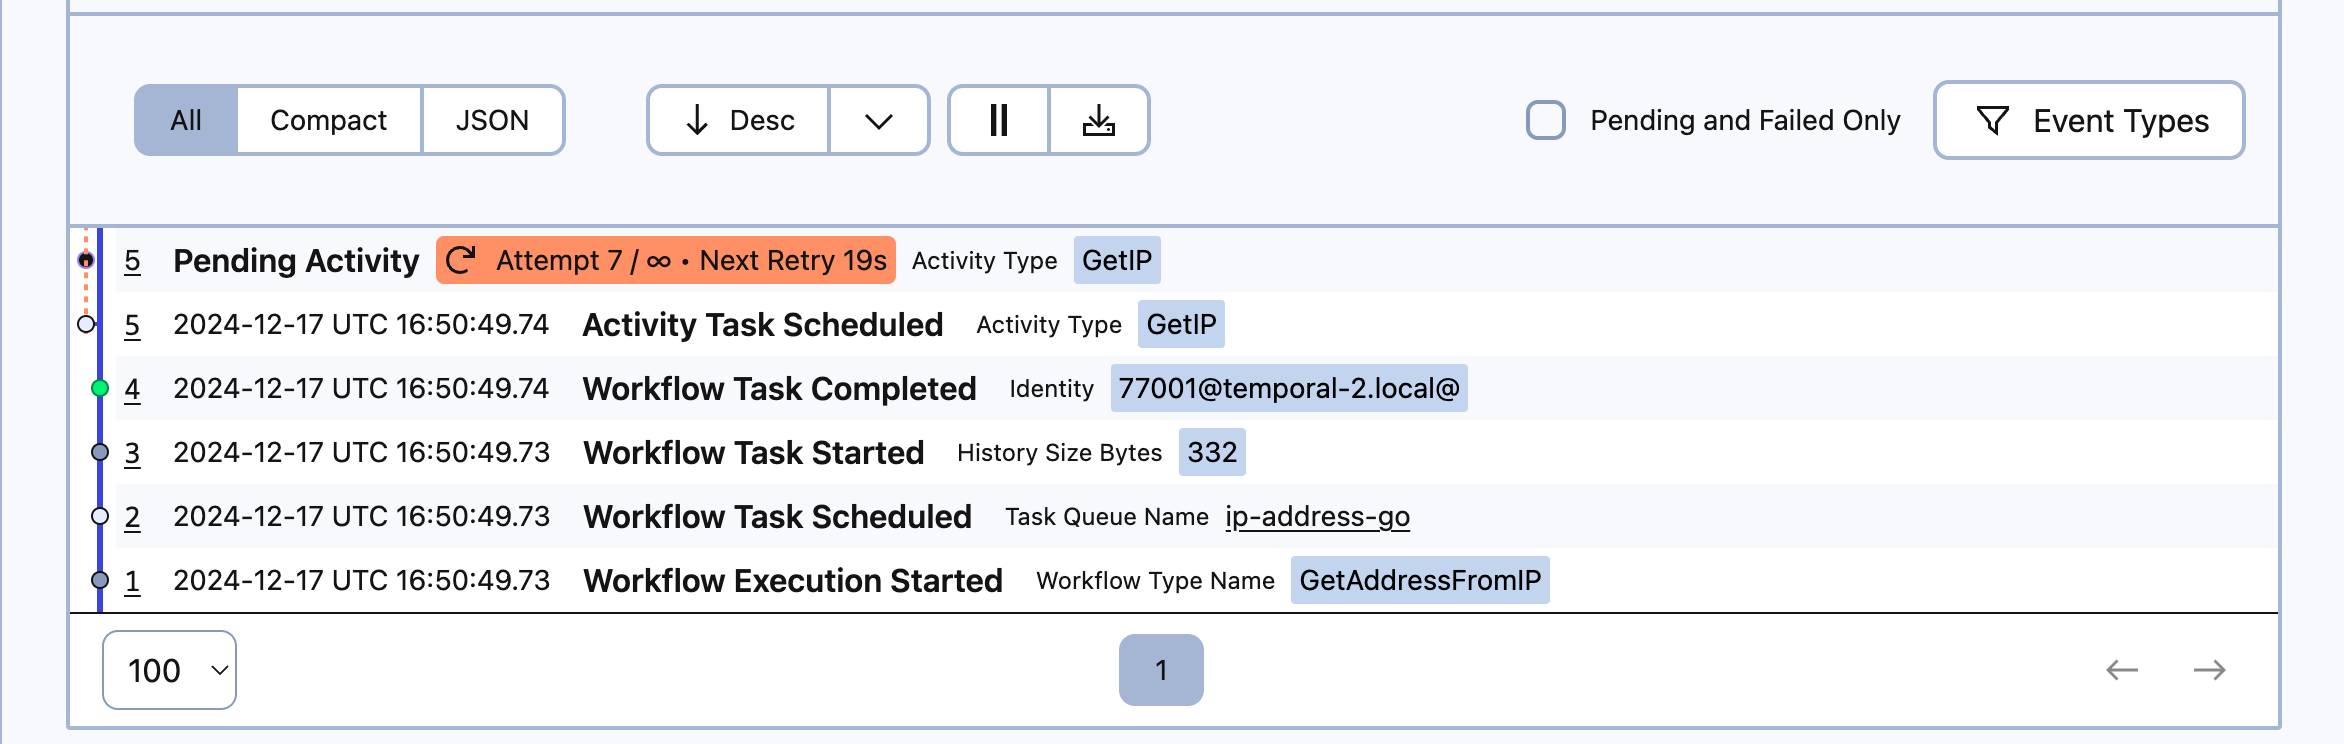 All Compact JSON Desc Pending and Failed Only Event Types
5 Pending Activity Attempt 7 / ∞ • Next Retry 19s Activity Type GetIP
5 2024-12-17 UTC 16:50:49.74 Activity Task Scheduled Activity Type GetIP
4 2024-12-17 UTC 16:50:49.74 Workflow Task Completed Identity 77001@temporal-2.local@
3 2024-12-17 UTC 16:50:49.73 Workflow Task Started History Size Bytes 332
2 2024-12-17 UTC 16:50:49.73 Workflow Task Scheduled Task Queue Name ip-address-go
1 2024-12-17 UTC 16:50:49.73 Workflow Execution Started Workflow Type Name GetAddressFromIP
100 1